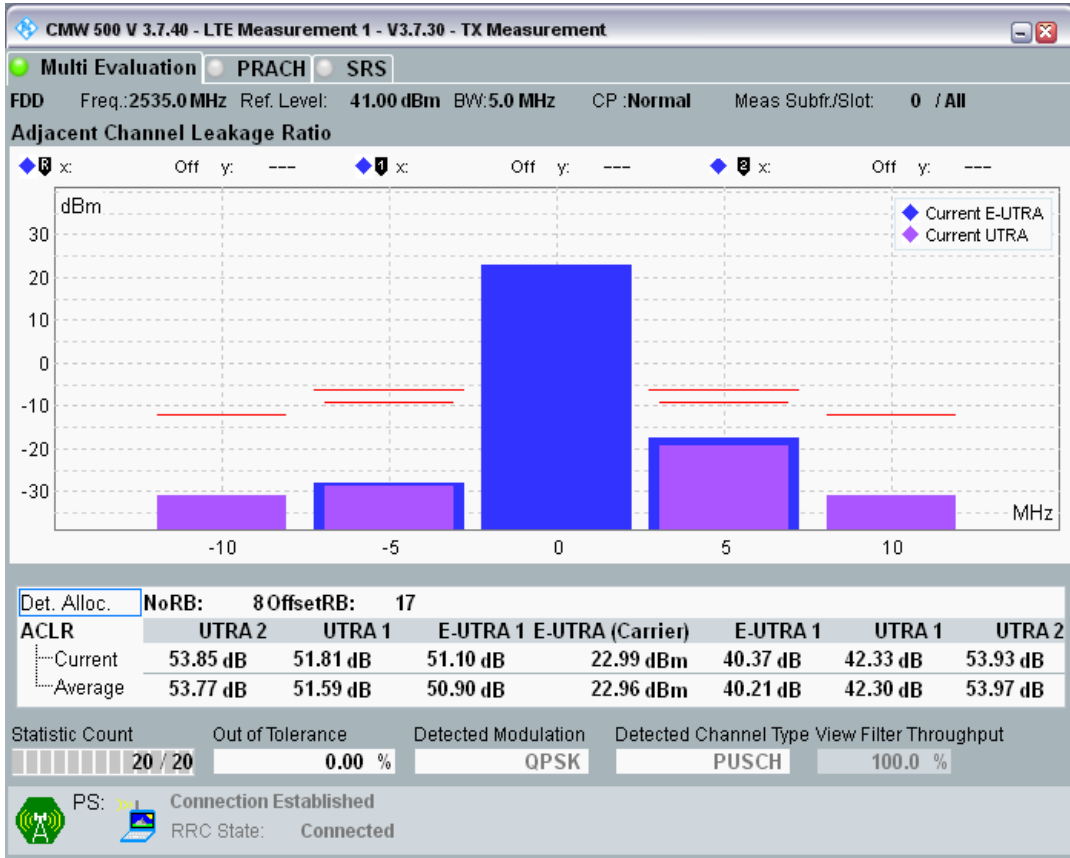 CMW 500 V 3.7.40 - LTE Measurement 1 - V3.7.30 - TX Measurement
Multi Evaluation PRACH SRS
FDD Freq.:2535.0 MHz Ref. Level: 41.00 dBm BW:5.0 MHz CP :Normal Meas Subfr./Slot: 0 / All
Adjacent Channel Leakage Ratio
R x: Off y: --- 1 x: Off y: --- 2 x: Off y: ---
dBm
Current E-UTRA
Current UTRA
30
20
10
0
-10
-20
-30
MHz
-10 -5 0 5 10
Det. Alloc. NoRB: 8 OffsetRB: 17
ACLR UTRA 2 UTRA 1 E-UTRA 1 E-UTRA (Carrier) E-UTRA 1 UTRA 1 UTRA 2
Current 53.85 dB 51.81 dB 51.10 dB 22.99 dBm 40.37 dB 42.33 dB 53.93 dB
Average 53.77 dB 51.59 dB 50.90 dB 22.96 dBm 40.21 dB 42.30 dB 53.97 dB
Statistic Count Out of Tolerance Detected Modulation Detected Channel Type View Filter Throughput
20 / 20 0.00 % QPSK PUSCH 100.0 %
PS: Connection Established
RRC State: Connected